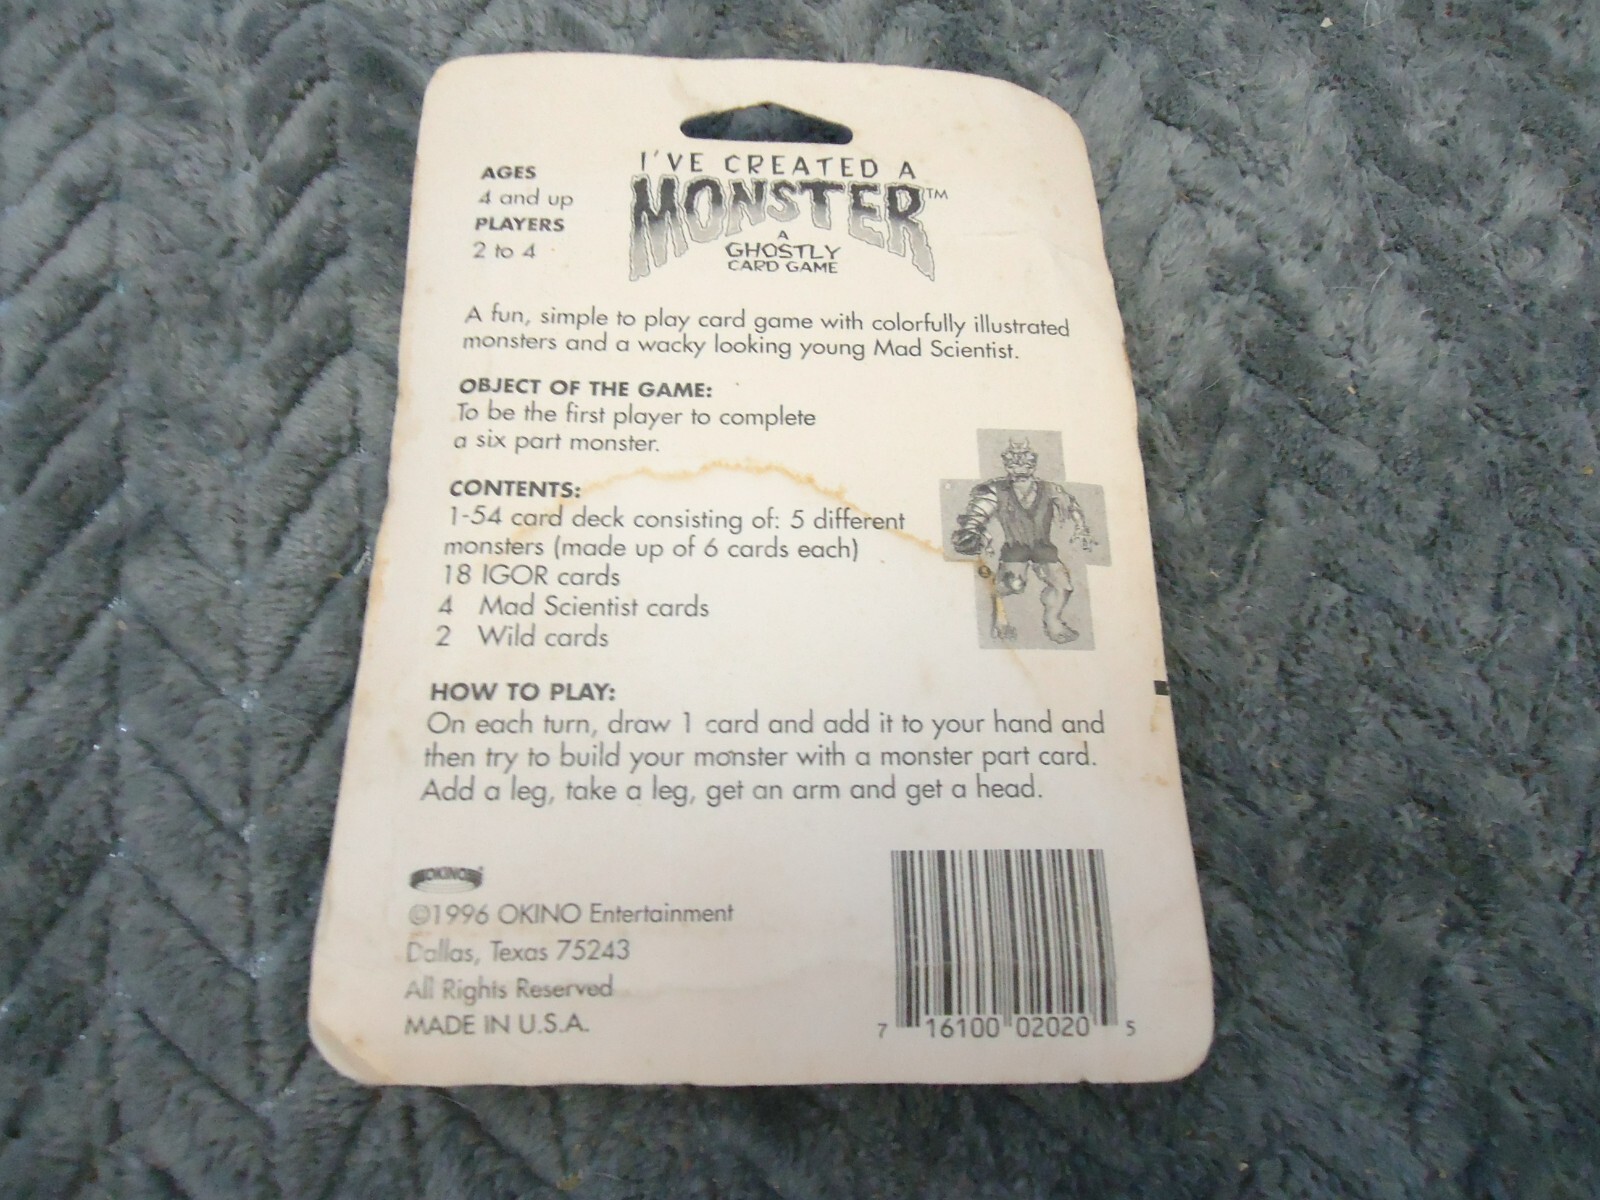 AGES
4 and up
PLAYERS
2 to 4
I'VE CREATED A
MONSTER™
A
GHOSTLY
CARD GAME
A fun, simple to play card game with colorfully illustrated
monsters and a wacky looking young Mad Scientist.
OBJECT OF THE GAME:
To be the first player to complete
a six part monster.
CONTENTS:
1-54 card deck consisting of: 5 different
monsters (made up of 6 cards each)
18 IGOR cards
4 Mad Scientist cards
2 Wild cards
HOW TO PLAY:
On each turn, draw 1 card and add it to your hand and
then try to build your monster with a monster part card.
Add a leg, take a leg, get an arm and get a head.
OKINO
©1996 OKINO Entertainment
Dallas, Texas 75243
All Rights Reserved
MADE IN U.S.A.
7 16100 02020 5